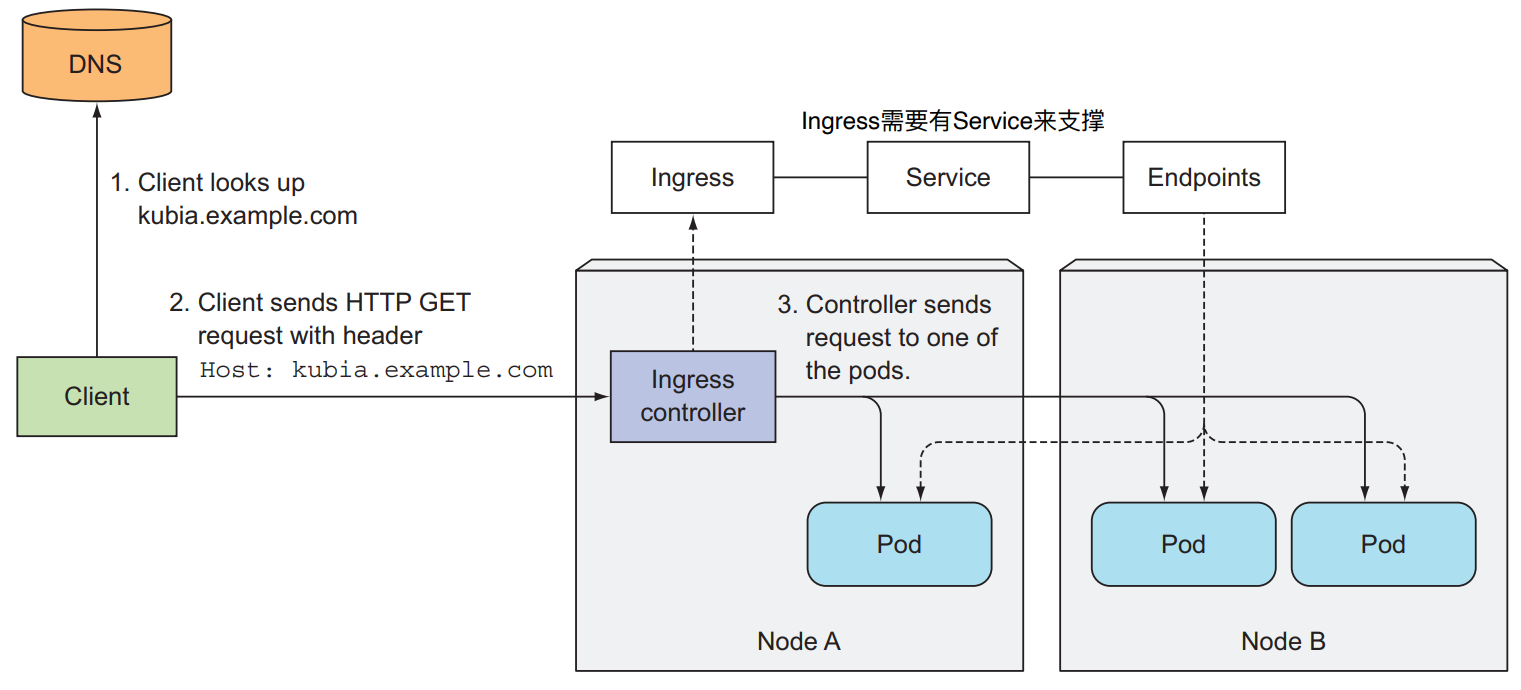 DNS
1. Client looks up
kubia.example.com
Ingress需要有Service来支撑
Ingress
Service
Endpoints
2. Client sends HTTP GET
request with header
Host: kubia.example.com
3. Controller sends
request to one of
the pods.
Client
Ingress
controller
Pod
Pod
Pod
Node A
Node B